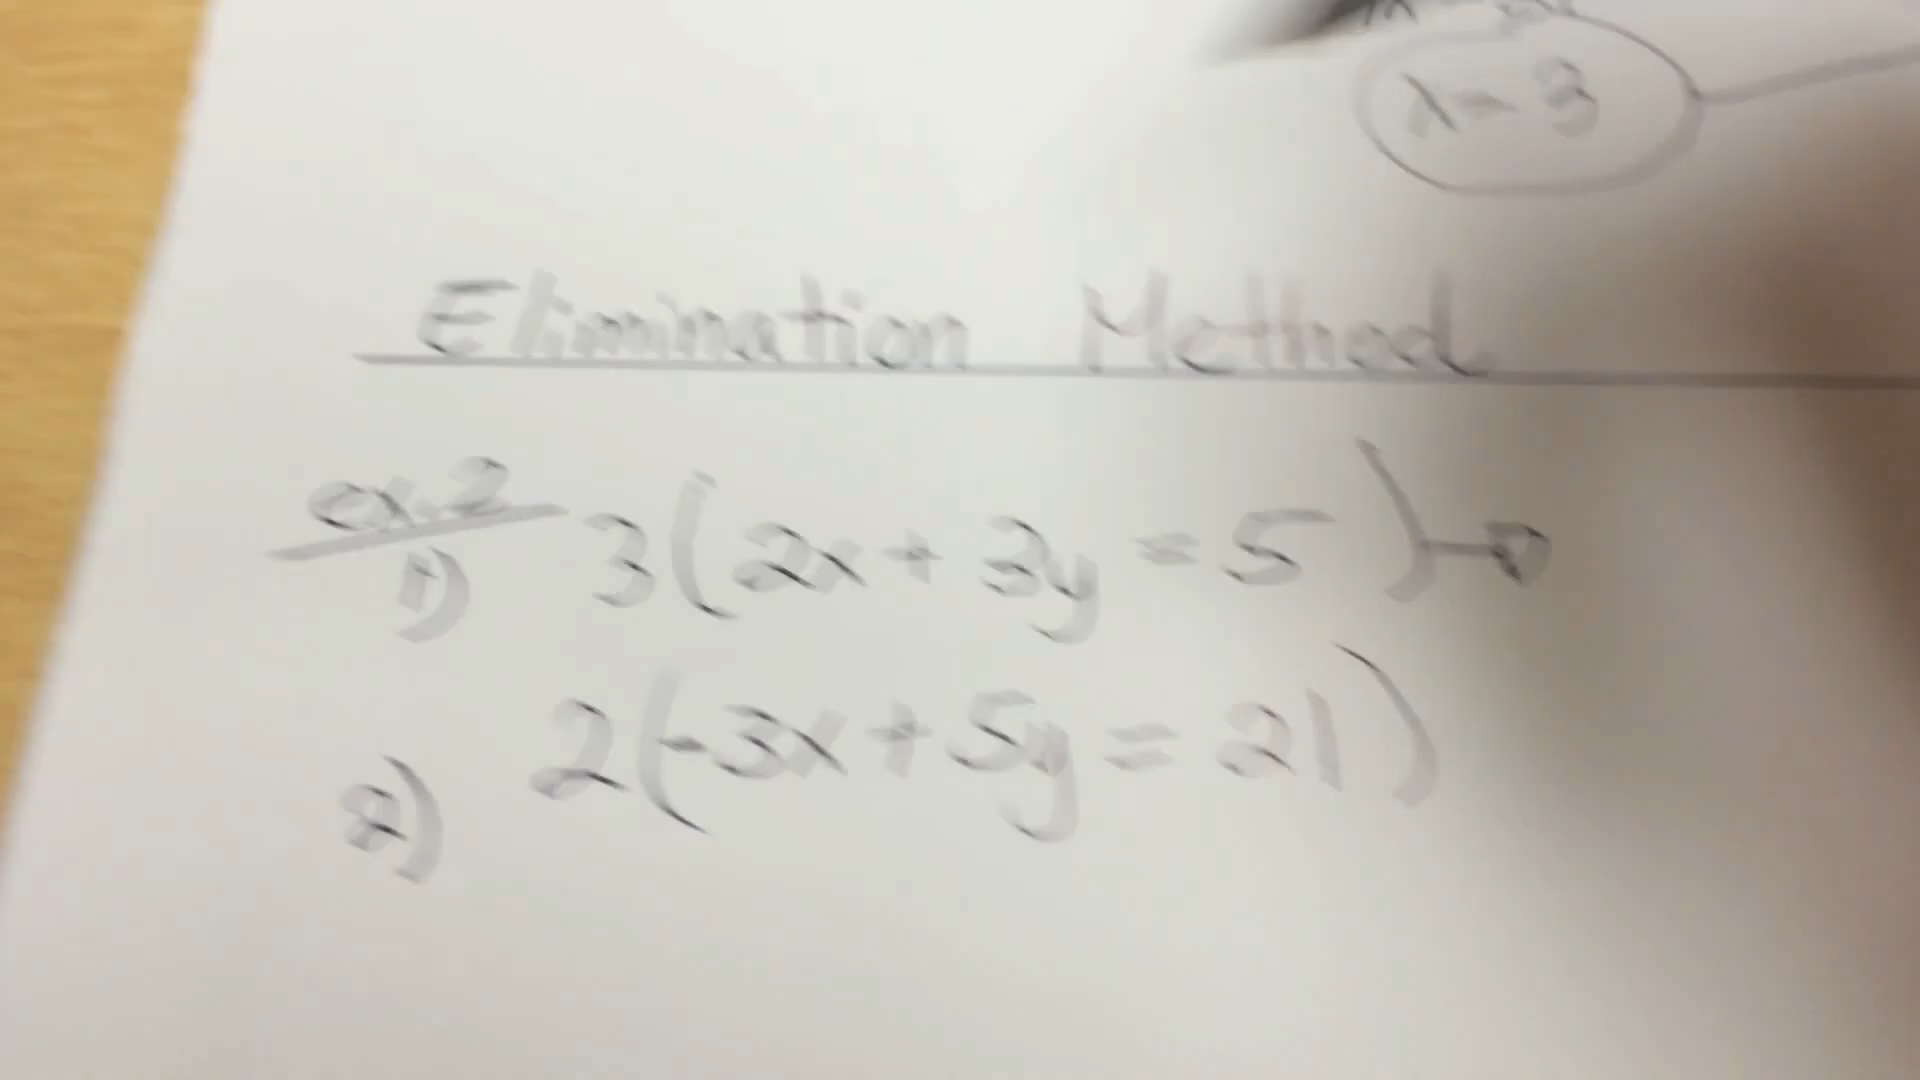 x = 3
Elimination Method
ex. 2
1) 3(2x + 3y = 5) →
2) 2(-3x + 5y = 21)